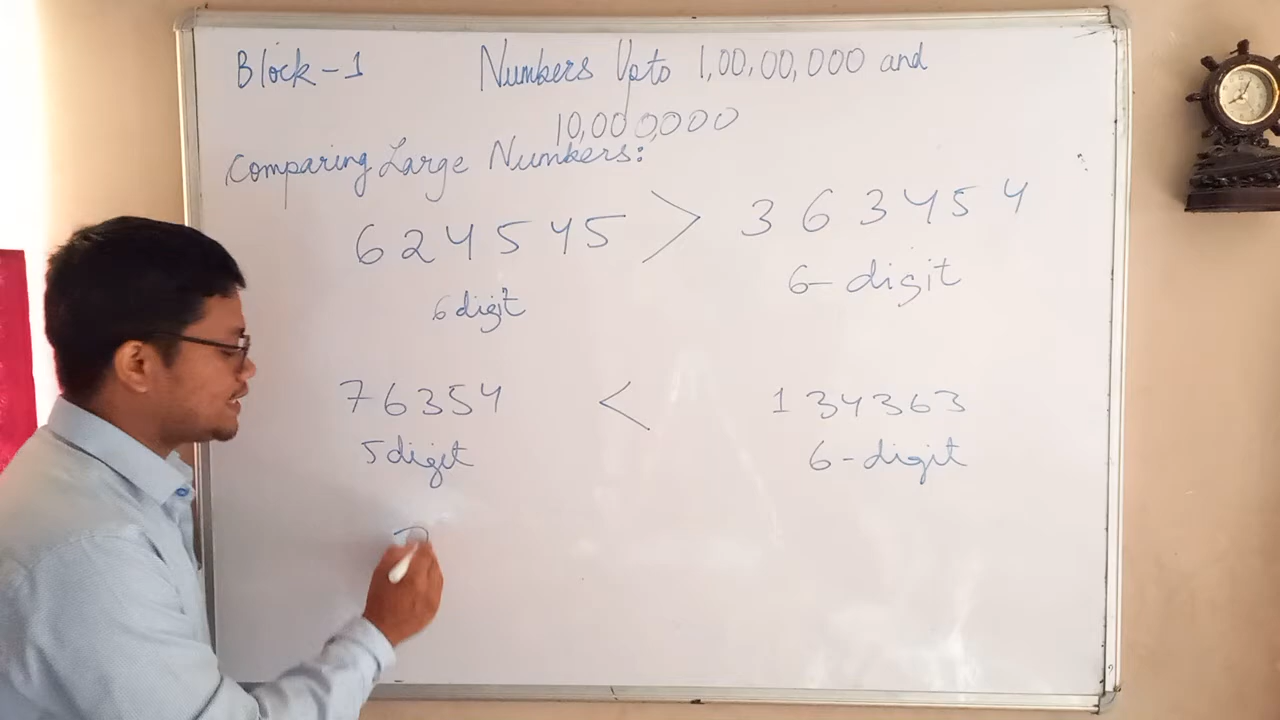 Block-1 Numbers Upto 1,00,00,000 and
10,000,000
Comparing Large Numbers:
624545 > 363454
6 digit 6-digit
76354 < 134363
5 digit 6-digit